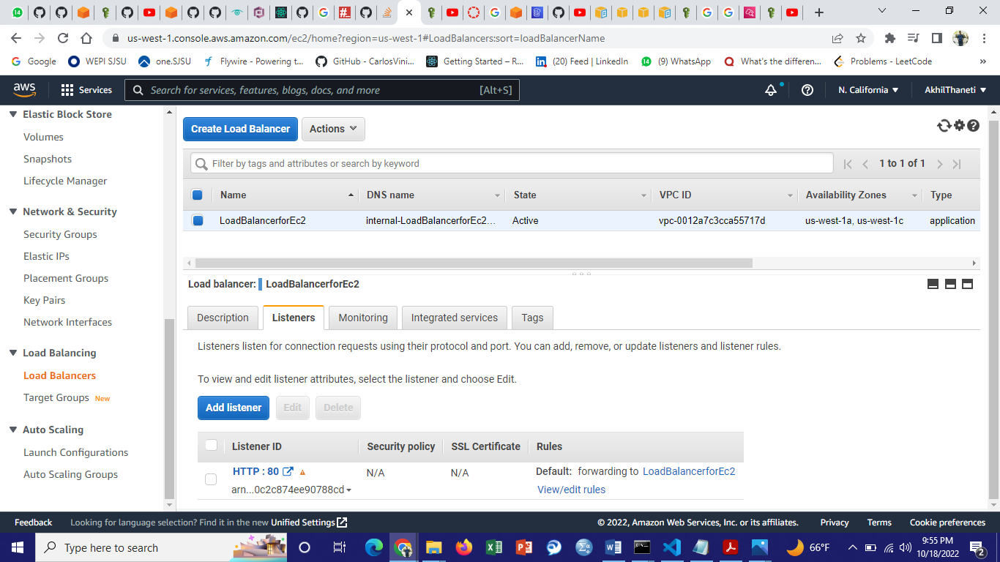 14
us-west-1.console.aws.amazon.com/ec2/home?region=us-west-1#LoadBalancers:sort=loadBalancerName
Google
WEPI SJSU
one.SJSU
Flywire - Powering t...
GitHub - CarlosVini...
Getting Started – R...
(20) Feed | LinkedIn
14
(9) WhatsApp
What's the differen...
Problems - LeetCode
»
aws
Services
Search for services, features, blogs, docs, and more
[Alt+S]
N. California
AkhilThaneti
Elastic Block Store
Volumes
Snapshots
Lifecycle Manager
Network & Security
Security Groups
Elastic IPs
Placement Groups
Key Pairs
Network Interfaces
Load Balancing
Load Balancers
Target Groups New
Auto Scaling
Launch Configurations
Auto Scaling Groups
Create Load Balancer
Actions
Filter by tags and attributes or search by keyword
1 to 1 of 1
Name DNS name State VPC ID Availability Zones Type
LoadBalancerforEc2 internal-LoadBalancerforEc2... Active vpc-0012a7c3cca55717d us-west-1a, us-west-1c application
Load balancer: LoadBalancerforEc2
Description Listeners Monitoring Integrated services Tags
Listeners listen for connection requests using their protocol and port. You can add, remove, or update listeners and listener rules.
To view and edit listener attributes, select the listener and choose Edit.
Add listener Edit Delete
Listener ID Security policy SSL Certificate Rules
HTTP : 80 N/A N/A Default: forwarding to LoadBalancerforEc2
arn...0c2c874ee90788cd View/edit rules
Feedback
Looking for language selection? Find it in the new Unified Settings
© 2022, Amazon Web Services, Inc. or its affiliates.
Privacy
Terms
Cookie preferences
Type here to search
66°F
9:55 PM
10/18/2022
2